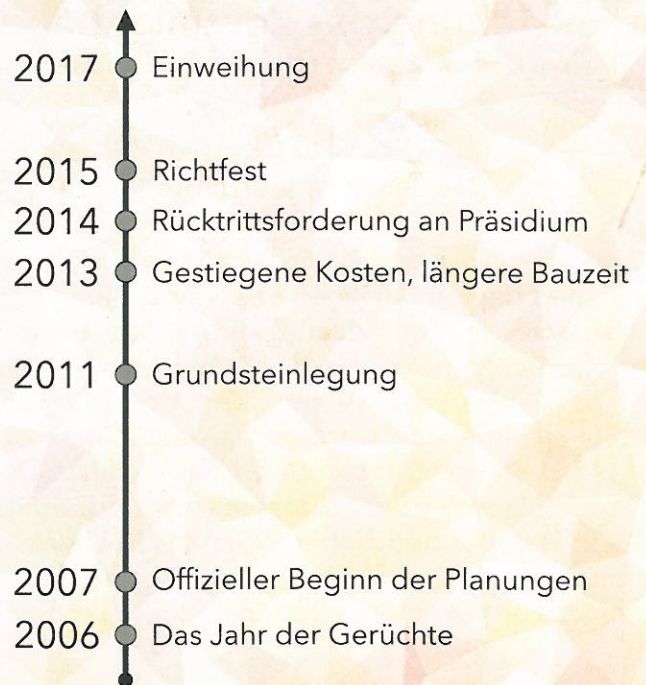 2017 Einweihung
2015 Richtfest
2014 Rücktrittsforderung an Präsidium
2013 Gestiegene Kosten, längere Bauzeit
2011 Grundsteinlegung
2007 Offizieller Beginn der Planungen
2006 Das Jahr der Gerüchte